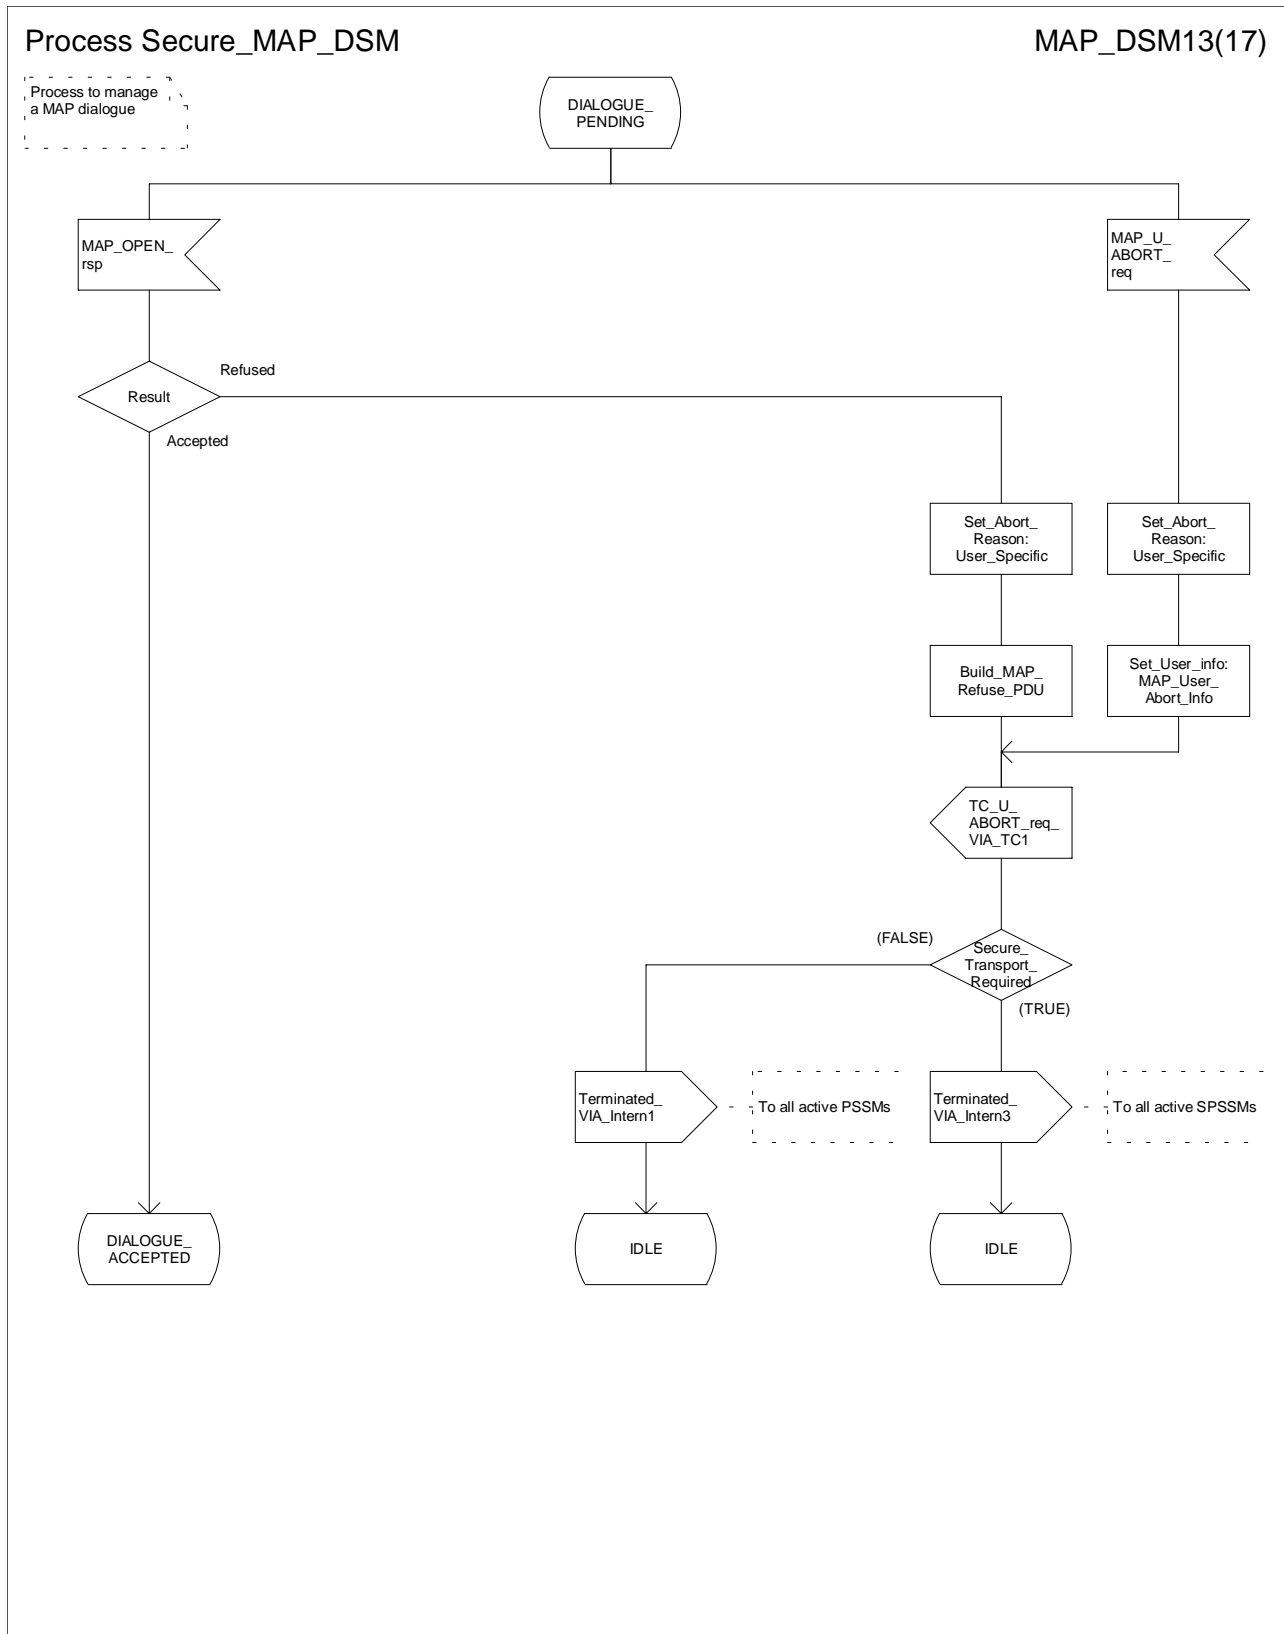 Process Secure_MAP_DSM
MAP_DSM13(17)
Process to manage
a MAP dialogue
DIALOGUE_
PENDING
MAP_OPEN_
rsp
MAP_U_
ABORT_
req
Result
Refused
Accepted
Set_Abort_
Reason:
User_Specific
Set_Abort_
Reason:
User_Specific
Build_MAP_
Refuse_PDU
Set_User_info:
MAP_User_
Abort_Info
TC_U_
ABORT_req_
VIA_TC1
(FALSE)
Secure_
Transport_
Required
(TRUE)
Terminated_
VIA_Intern1
To all active PSSMs
Terminated_
VIA_Intern3
To all active SPSSMs
DIALOGUE_
ACCEPTED
IDLE
IDLE